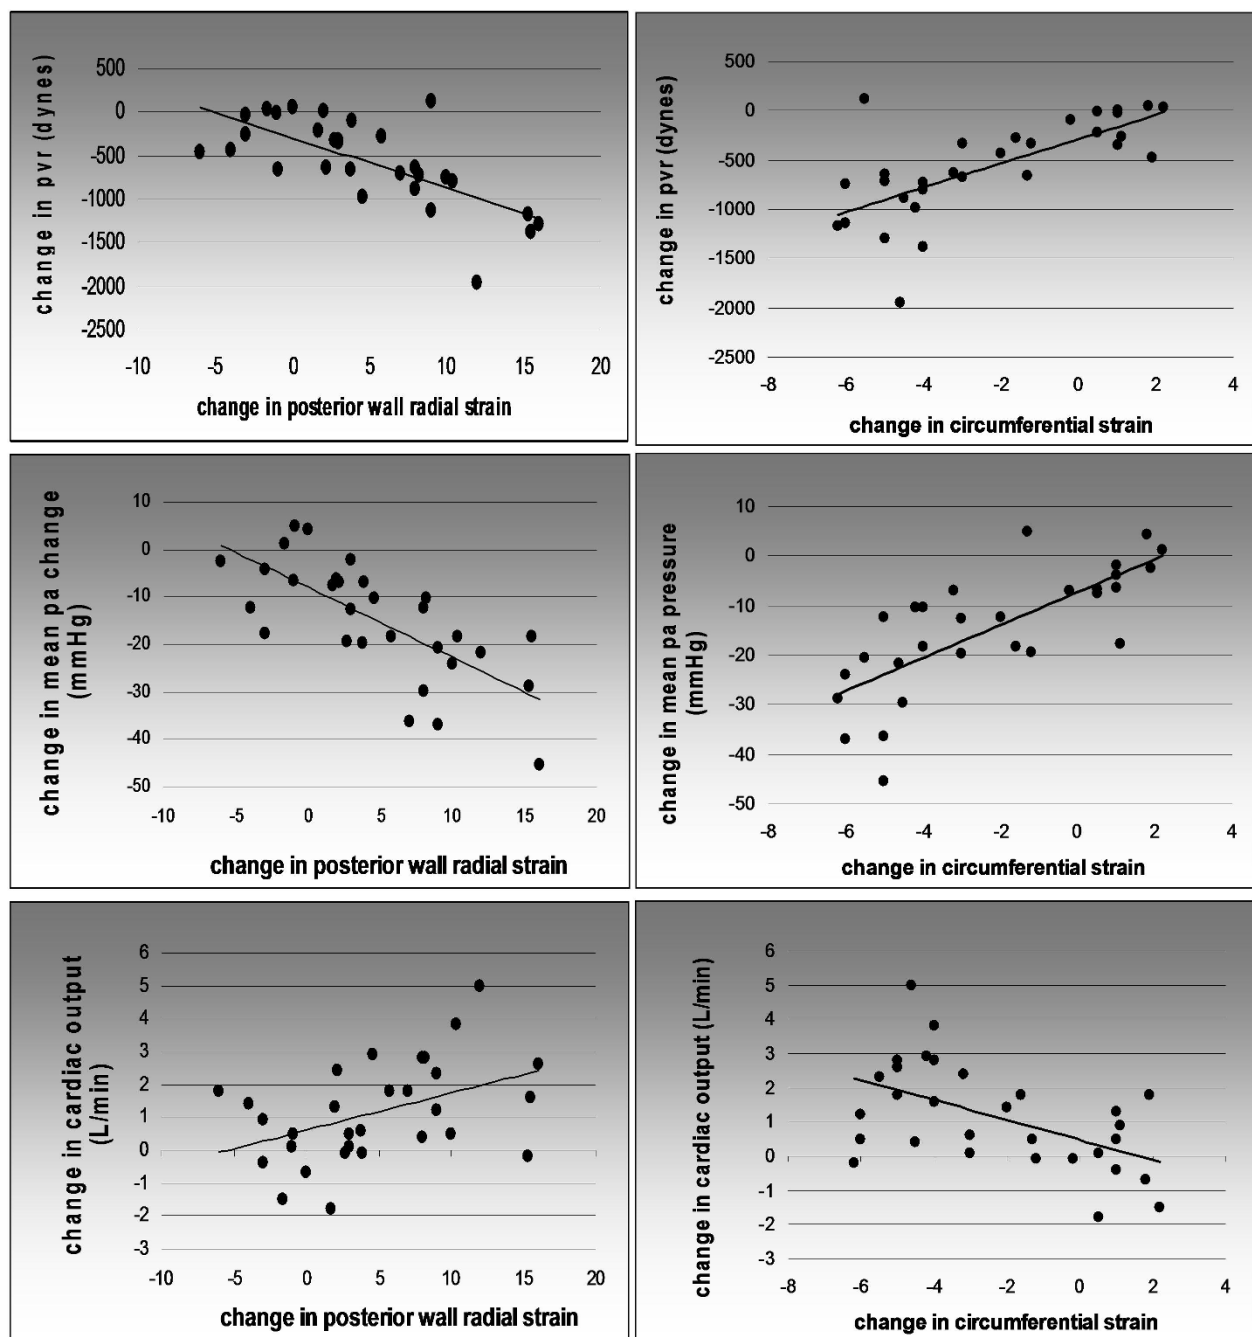 change in pvr (dynes)
500
0
-500
-1000
-1500
-2000
-2500
-10 -5 0 5 10 15 20
change in posterior wall radial strain
change in pvr (dynes)
500
0
-500
-1000
-1500
-2000
-2500
-8 -6 -4 -2 0 2 4
change in circumferential strain
change in mean pa change
(mmHg)
10
0
-10
-20
-30
-40
-50
-10 -5 0 5 10 15 20
change in posterior wall radial strain
change in mean pa pressure
(mmHg)
10
0
-10
-20
-30
-40
-50
-8 -6 -4 -2 0 2 4
change in circumferential strain
change in cardiac output
(L/min)
6
5
4
3
2
1
0
-1
-2
-3
-10 -5 0 5 10 15 20
change in posterior wall radial strain
change in cardiac output (L/min)
6
5
4
3
2
1
0
-1
-2
-3
-8 -6 -4 -2 0 2 4
change in circumferential strain